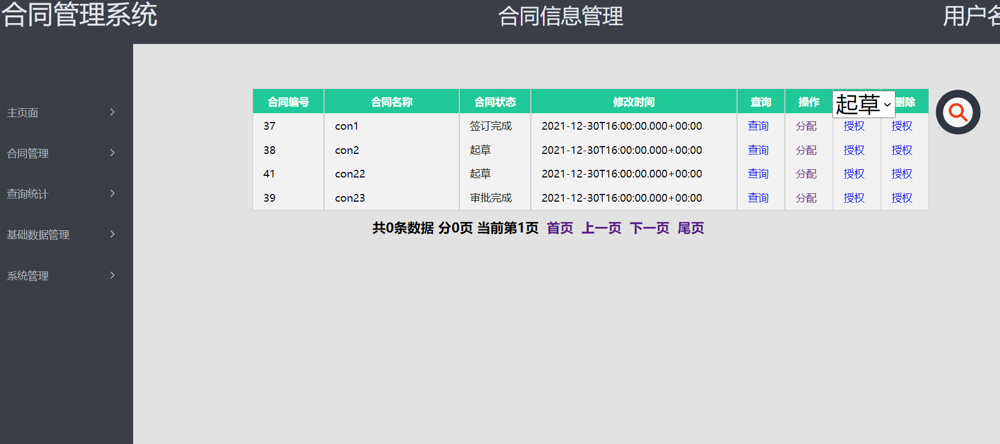 合同管理系统 合同信息管理 用户名
主页面
合同管理
查询统计
基础数据管理
系统管理
合同编号 合同名称 合同状态 修改时间 查询 操作 起草 删除
37 con1 签订完成 2021-12-30T16:00:00.000+00:00 查询 分配 授权 授权
38 con2 起草 2021-12-30T16:00:00.000+00:00 查询 分配 授权 授权
41 con22 起草 2021-12-30T16:00:00.000+00:00 查询 分配 授权 授权
39 con23 审批完成 2021-12-30T16:00:00.000+00:00 查询 分配 授权 授权
共0条数据 分0页 当前第1页 首页 上一页 下一页 尾页